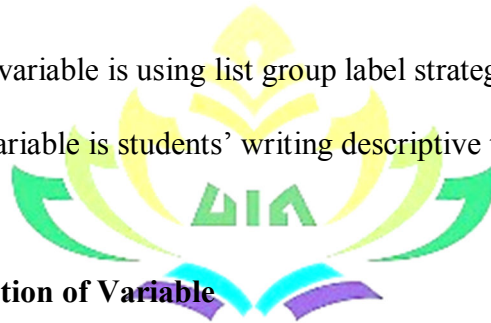 variable is using list group label strateg
ariable is students’ writing descriptive
UIN
tion of Variable